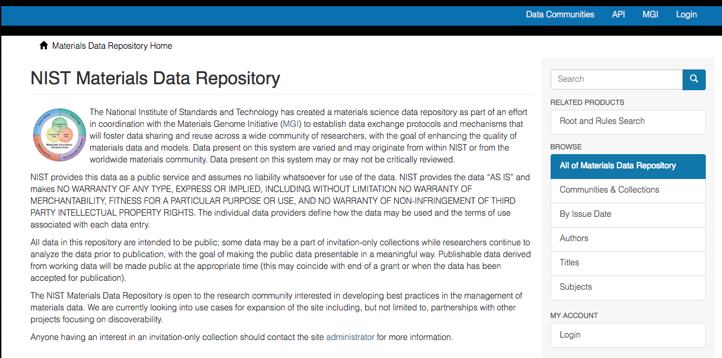 Data Communities API MGI Login
Materials Data Repository Home
NIST Materials Data Repository
The National Institute of Standards and Technology has created a materials science data repository as part of an effort
in coordination with the Materials Genome Initiative (MGI) to establish data exchange protocols and mechanisms that
will foster data sharing and reuse across a wide community of researchers, with the goal of enhancing the quality of
materials data and models. Data present on this system are varied and may originate from within NIST or from the
worldwide materials community. Data present on this system may or may not be critically reviewed.
NIST provides this data as a public service and assumes no liability whatsoever for use of the data. NIST provides the data “AS IS” and
makes NO WARRANTY OF ANY TYPE, EXPRESS OR IMPLIED, INCLUDING WITHOUT LIMITATION NO WARRANTY OF
MERCHANTABILITY, FITNESS FOR A PARTICULAR PURPOSE OR USE, AND NO WARRANTY OF NON-INFRINGEMENT OF THIRD
PARTY INTELLECTUAL PROPERTY RIGHTS. The individual data providers define how the data may be used and the terms of use
associated with each data entry.
All data in this repository are intended to be public; some data may be a part of invitation-only collections while researchers continue to
analyze the data prior to publication, with the goal of making the public data presentable in a meaningful way. Publishable data derived
from working data will be made public at the appropriate time (this may coincide with end of a grant or when the data has been
accepted for publication).
The NIST Materials Data Repository is open to the research community interested in developing best practices in the management of
materials data. We are currently looking into use cases for expansion of the site including, but not limited to, partnerships with other
projects focusing on discoverability.
Anyone having an interest in an invitation-only collection should contact the site administrator for more information.
Search
RELATED PRODUCTS
Root and Rules Search
BROWSE
All of Materials Data Repository
Communities & Collections
By Issue Date
Authors
Titles
Subjects
MY ACCOUNT
Login